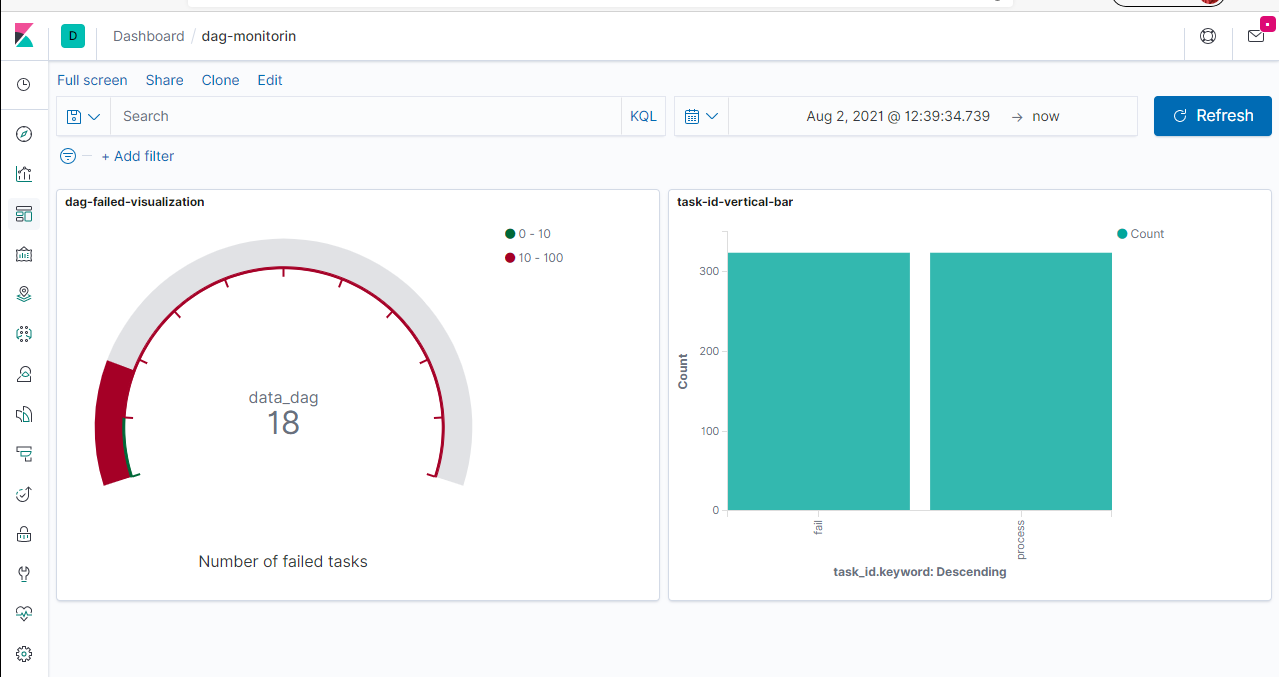 D Dashboard / dag-monitorin
Full screen Share Clone Edit
Search KQL Aug 2, 2021 @ 12:39:34.739 → now Refresh
+ Add filter
dag-failed-visualization
0 - 10
10 - 100
data_dag
18
Number of failed tasks
task-id-vertical-bar
Count
300
200
100
0
Count
fail
process
task_id.keyword: Descending